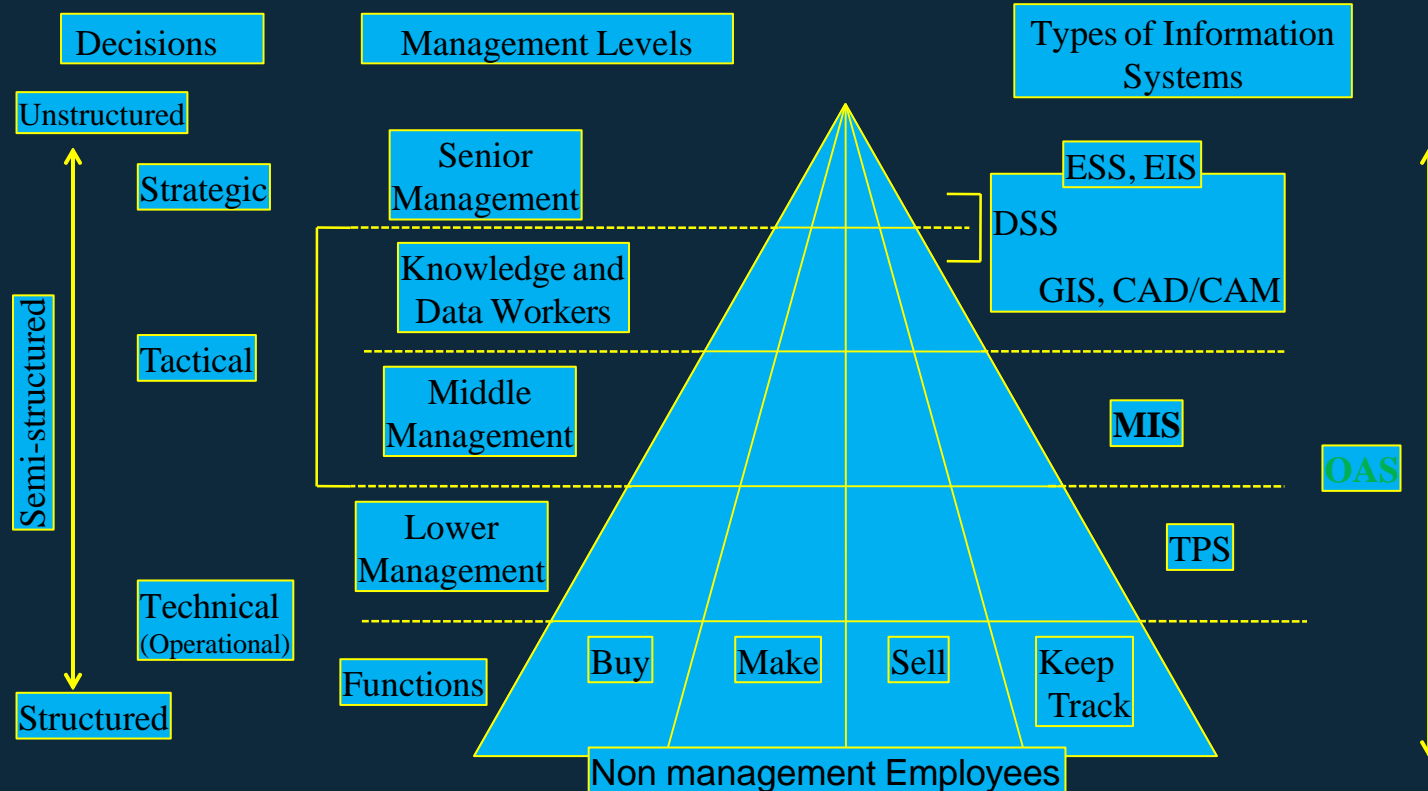 Decisions
Management Levels
Types of Information
Systems
Unstructured
Strategic
Senior
Management
ESS, EIS
DSS
GIS, CAD/CAM
Knowledge and
Data Workers
Semi-structured
Tactical
Middle
Management
MIS
OAS
Lower
Management
TPS
Technical
(Operational)
Structured
Functions
Buy
Make
Sell
Keep
Track
Non management Employees